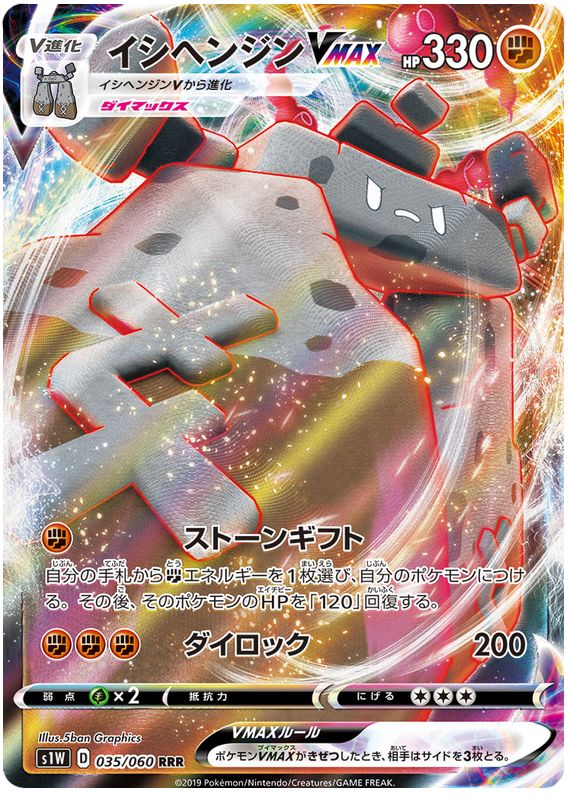 V進化
イシヘンジンVMAX
HP330
イシヘンジンVから進化
ダイマックス
ストーンギフト
自分の手札から エネルギーを1枚選び、自分のポケモンにつけ
る。その後、そのポケモンのHPを「120」回復する。
ダイロック 200
弱点 ×2 抵抗力 にげる
Illus.5ban Graphics
VMAXルール
s1W D 035/060 RRR
ポケモンVMAXがきぜつしたとき、相手はサイドを3枚とる。
©2019 Pokémon/Nintendo/Creatures/GAME FREAK.